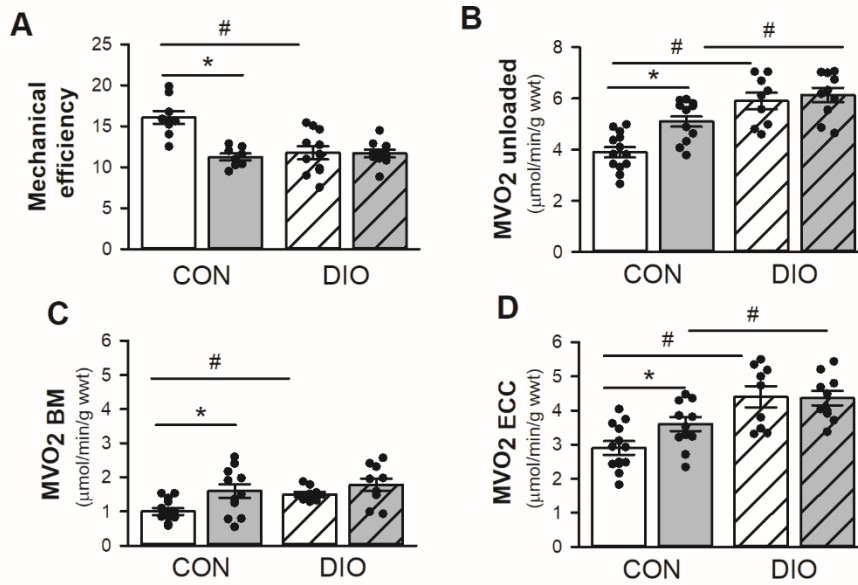 A
Mechanical
efficiency
25
20
15
10
5
0
#
*
CON
DIO
B
MVO2 unloaded
(μmol/min/g wwt)
8
6
4
2
0
#
#
*
CON
DIO
C
MVO2 BM
(μmol/min/g wwt)
6
5
4
3
2
1
0
#
*
CON
DIO
D
MVO2 ECC
(μmol/min/g wwt)
6
5
4
3
2
1
0
#
#
*
CON
DIO